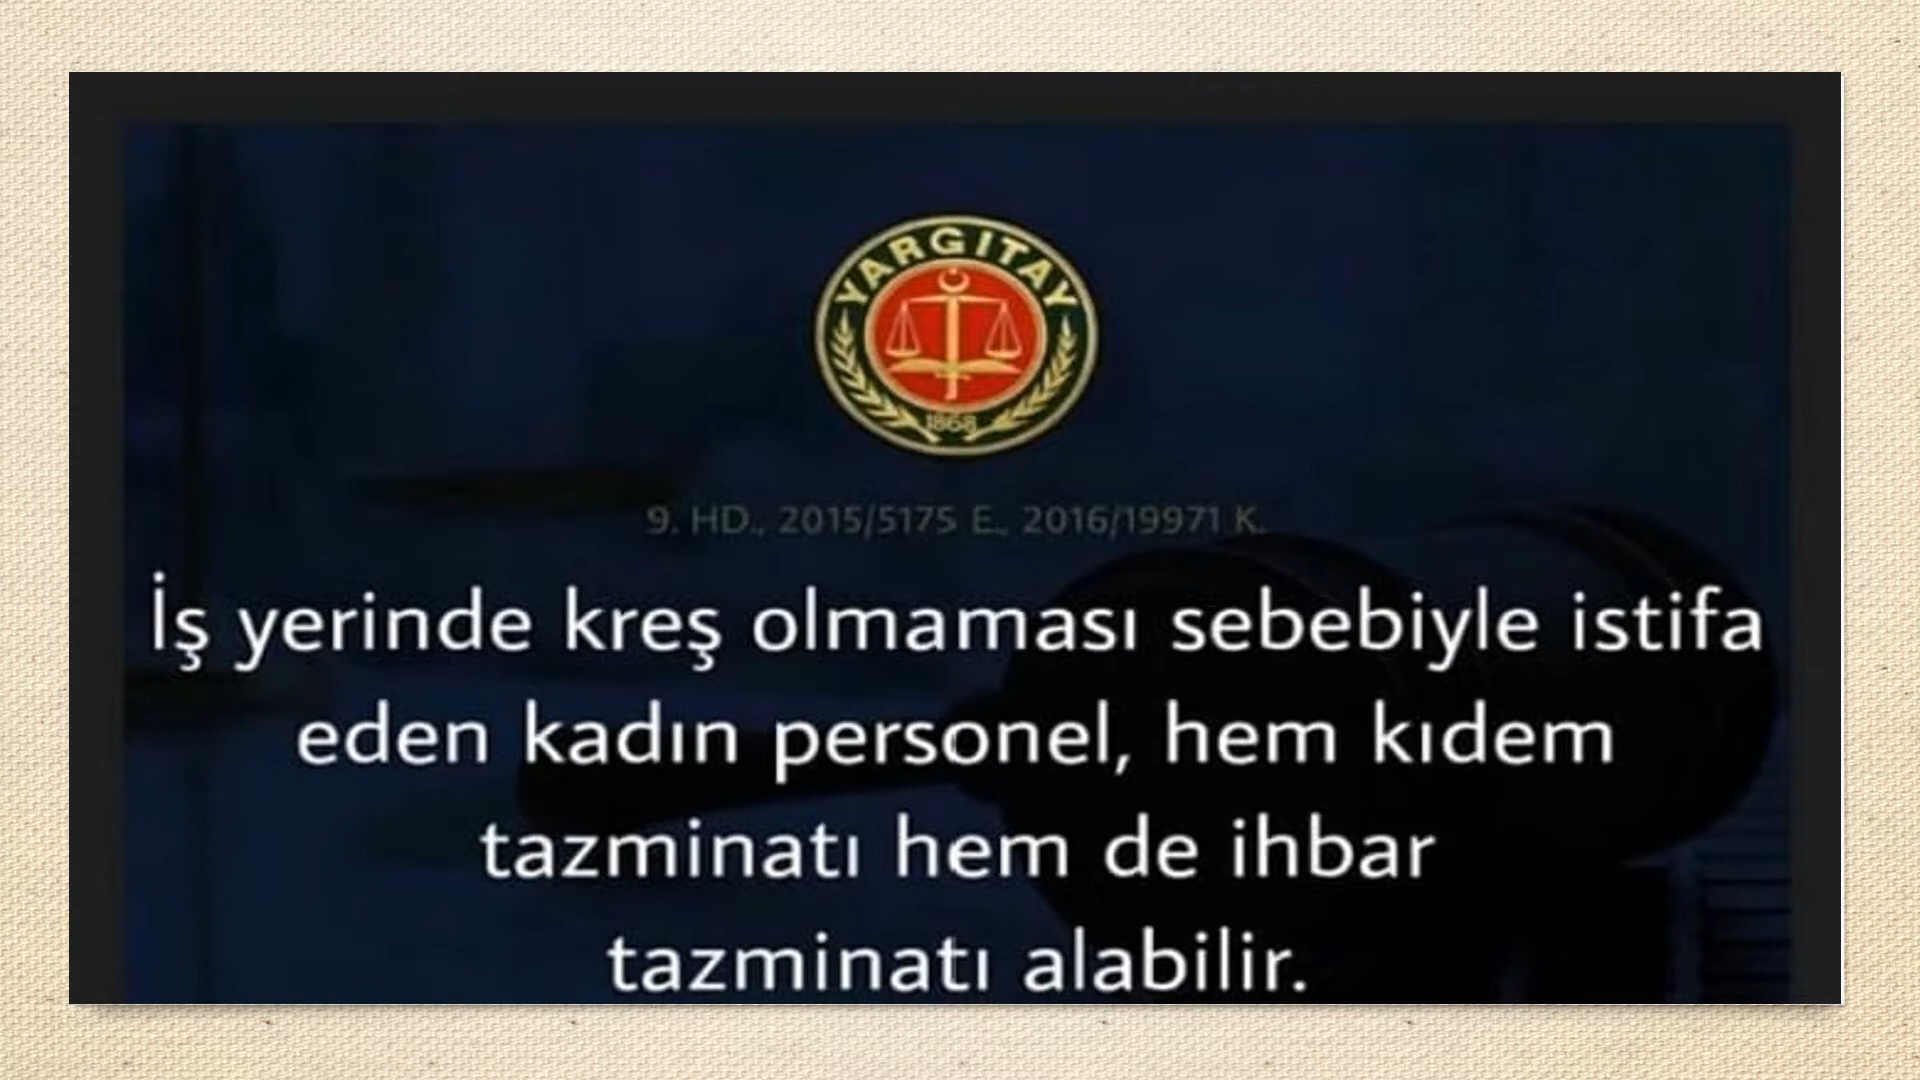 YARGITAY
1868
9. HD., 2015/5175 E., 2016/19971 K.
İş yerinde kreş olmaması sebebiyle istifa
eden kadın personel, hem kıdem
tazminatı hem de ihbar
tazminatı alabilir.